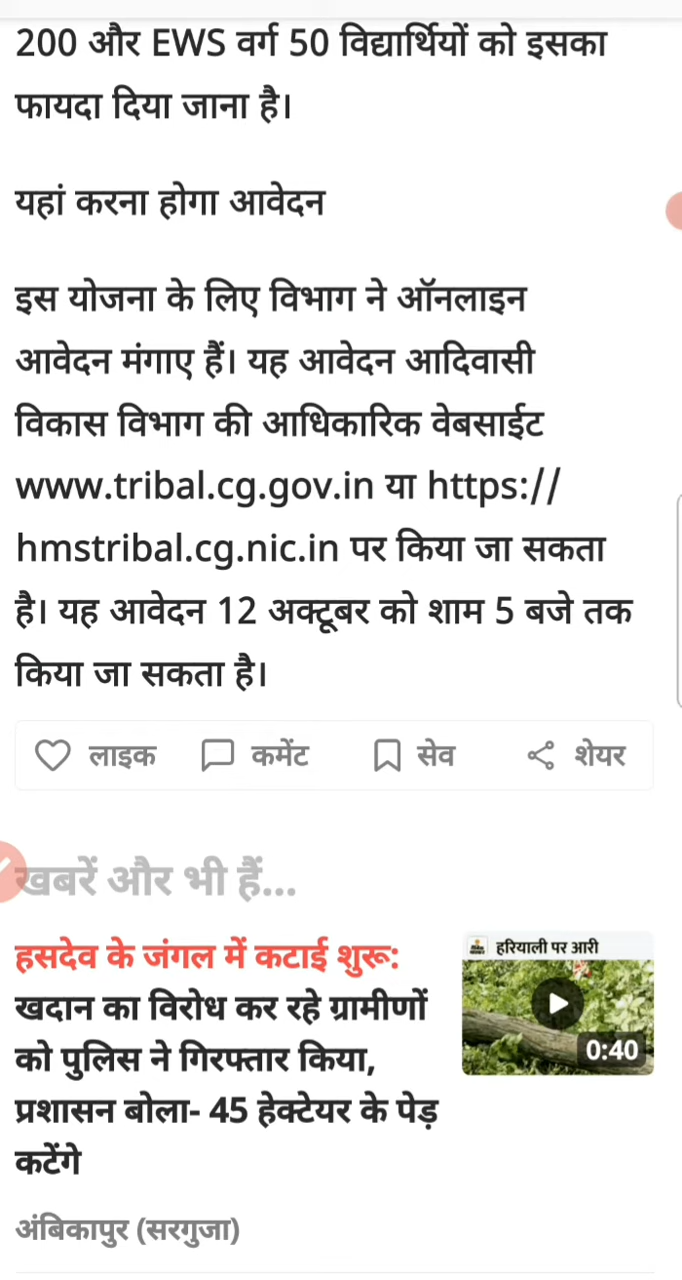 200 और EWS वर्ग 50 विद्यार्थियों को इसका
फायदा दिया जाना है।
यहां करना होगा आवेदन
इस योजना के लिए विभाग ने ऑनलाइन
आवेदन मंगाए हैं। यह आवेदन आदिवासी
विकास विभाग की आधिकारिक वेबसाईट
www.tribal.cg.gov.in या https://
hmstribal.cg.nic.in पर किया जा सकता
है। यह आवेदन 12 अक्टूबर को शाम 5 बजे तक
किया जा सकता है।
लाइक कमेंट सेव शेयर
खबरें और भी हैं...
हसदेव के जंगल में कटाई शुरू:
खदान का विरोध कर रहे ग्रामीणों
को पुलिस ने गिरफ्तार किया,
प्रशासन बोला- 45 हेक्टेयर के पेड़
कटेंगे
हरियाली पर आरी
0:40
अंबिकापुर (सरगुजा)